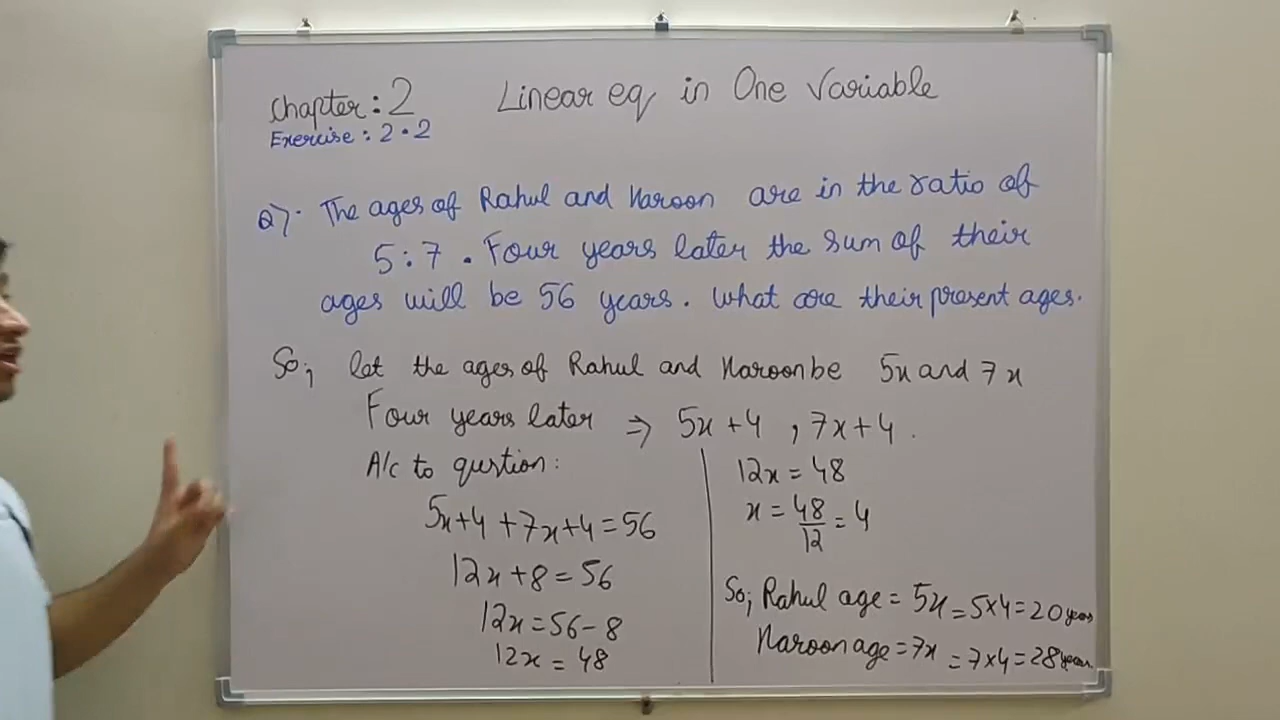 Chapter : 2 Linear eq in One Variable
Exercise : 2.2
Q7. The ages of Rahul and Haroon are in the ratio of
5:7. Four years later the sum of their
ages will be 56 years. What are their present ages.
So; let the ages of Rahul and Haroon be 5x and 7x
Four years later ⇒ 5x+4 , 7x+4.
A/c to qustion:
5x+4+7x+4=56
12x+8=56
12x=56-8
12x=48
12x=48
x=48/12=4
So; Rahul age = 5x = 5×4=20 years
Haroon age = 7x = 7×4=28 years.